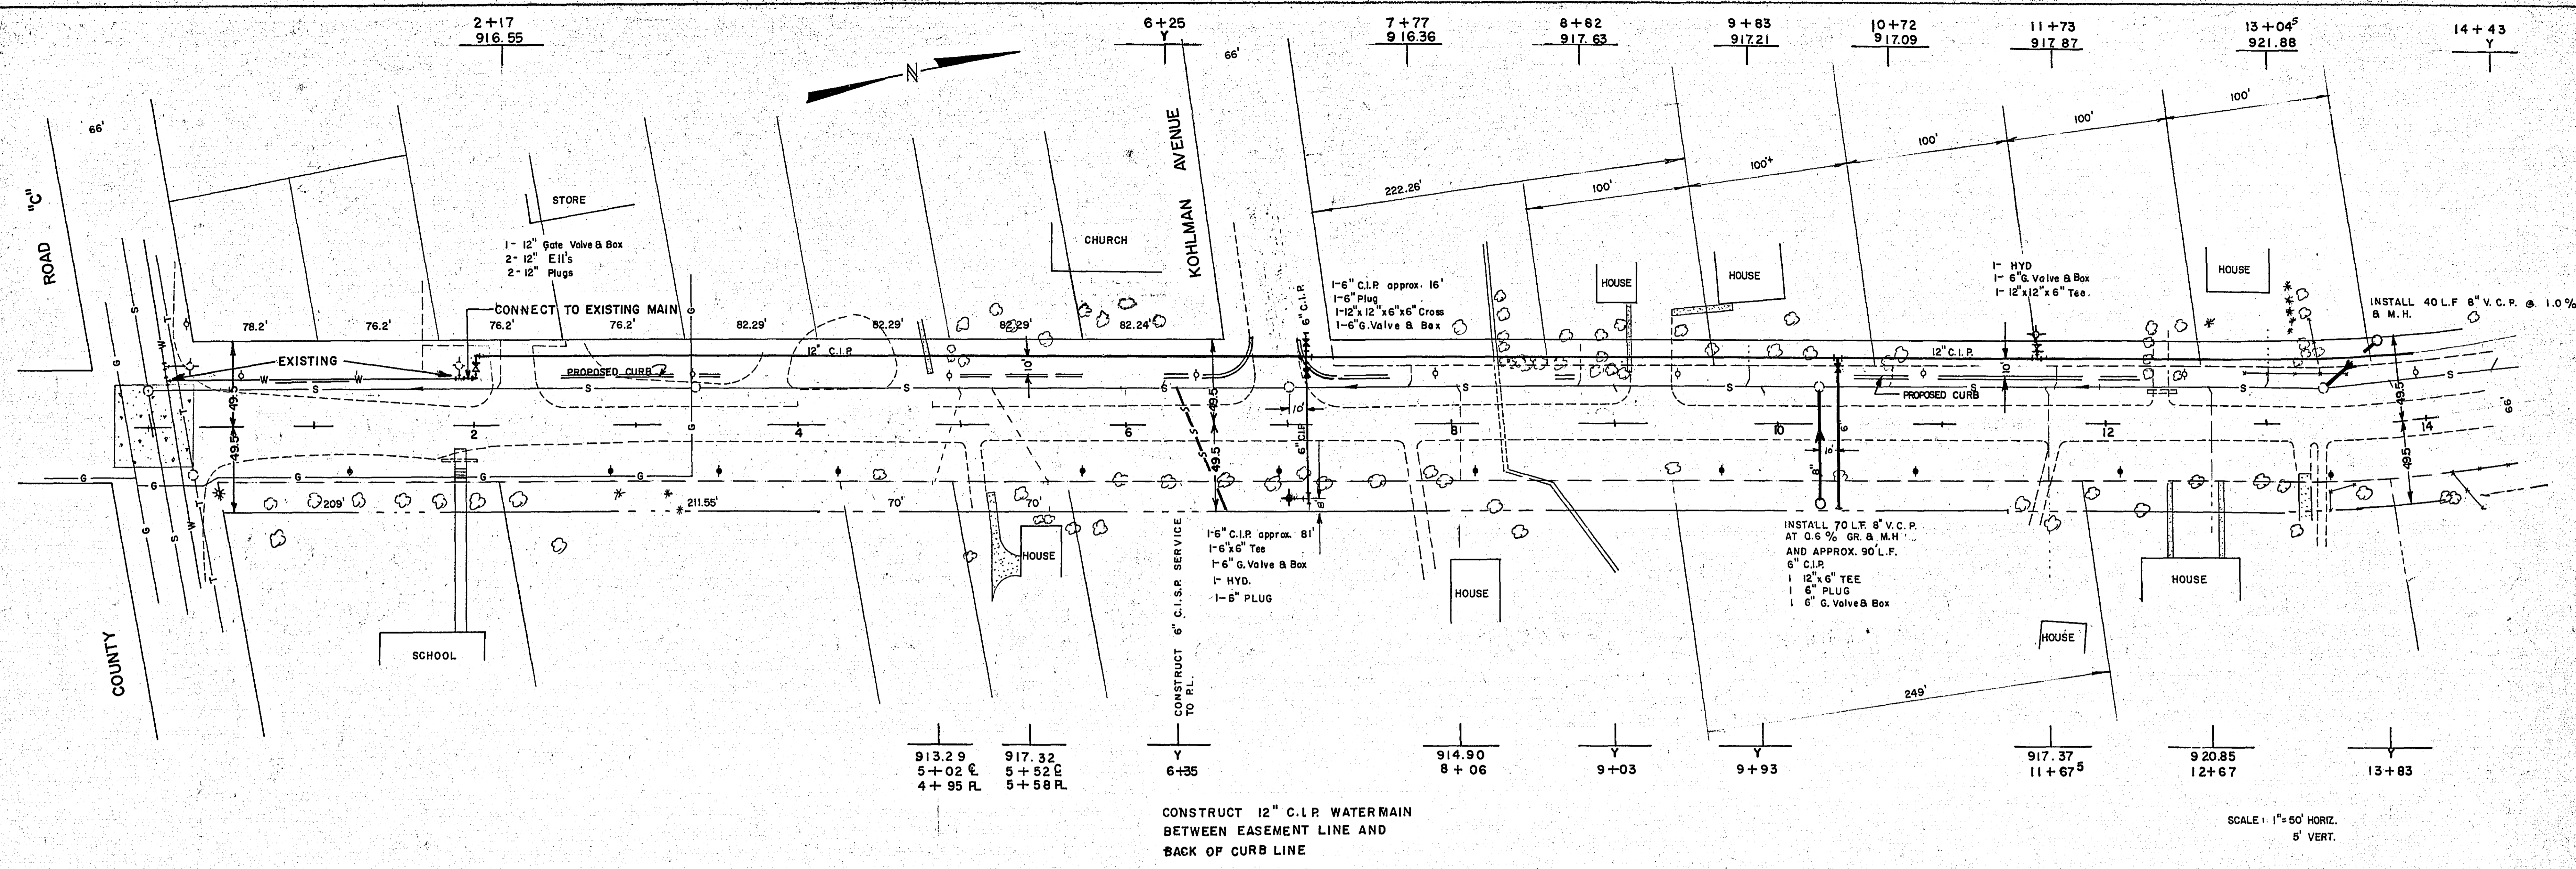 2+17
916.55
6+25
Y
7+77
916.36
8+82
917.63
9+83
917.21
10+72
917.09
11+73
917.87
13+04⁵
921.88
14+43
Y
66'
N
66'
100'
100'
100'
100'+
100'
222.26'
ROAD "C"
COUNTY
KOHLMAN AVENUE
STORE
1- 12" Gate Valve & Box
2- 12" Ell's
2- 12" Plugs
CONNECT TO EXISTING MAIN
CHURCH
HOUSE
HOUSE
HOUSE
1-6" C.I.P. approx. 16'
1-6" Plug
1-12"x12"x6"x6" Cross
1-6"G.Valve & Box
6" C.I.P.
1- HYD
1- 6"G.Valve & Box
1- 12"x12"x6" Tee.
INSTALL 40 L.F. 8" V.C.P. @ 1.0%
& M.H.
78.2'
76.2'
76.2'
76.2'
82.29'
82.29'
82.29'
82.24'
EXISTING
PROPOSED CURB
12" C.I.P.
10'
12" C.I.P.
10'
PROPOSED CURB
G
S
W
T
49.5
49.5
49.5
49.5
49.5
49.5
66'
10'
6" C.I.P.
8'
8"
6"
10'
2
4
6
8
10
12
14
209'
211.55'
70'
70'
HOUSE
SCHOOL
CONSTRUCT 6" C.I.S.P. SERVICE
TO P.L.
1-6" C.I.P. approx. 81'
1-6"x6" Tee
1-6" G.Valve & Box
1- HYD.
1-6" PLUG
HOUSE
INSTALL 70 L.F. 8" V.C.P.
AT 0.6% GR. & M.H.
AND APPROX. 90' L.F.
6" C.I.P.
1 12"x6" TEE
1 6" PLUG
1 6" G. Valve & Box
HOUSE
HOUSE
249'
913.29
5+02 ℄
4+95 PL
917.32
5+52 ℄
5+58 PL
Y
6+35
914.90
8+06
Y
9+03
Y
9+93
917.37
11+67⁵
920.85
12+67
Y
13+83
CONSTRUCT 12" C.I.P. WATERMAIN
BETWEEN EASEMENT LINE AND
BACK OF CURB LINE
SCALE: 1"=50' HORIZ.
5' VERT.